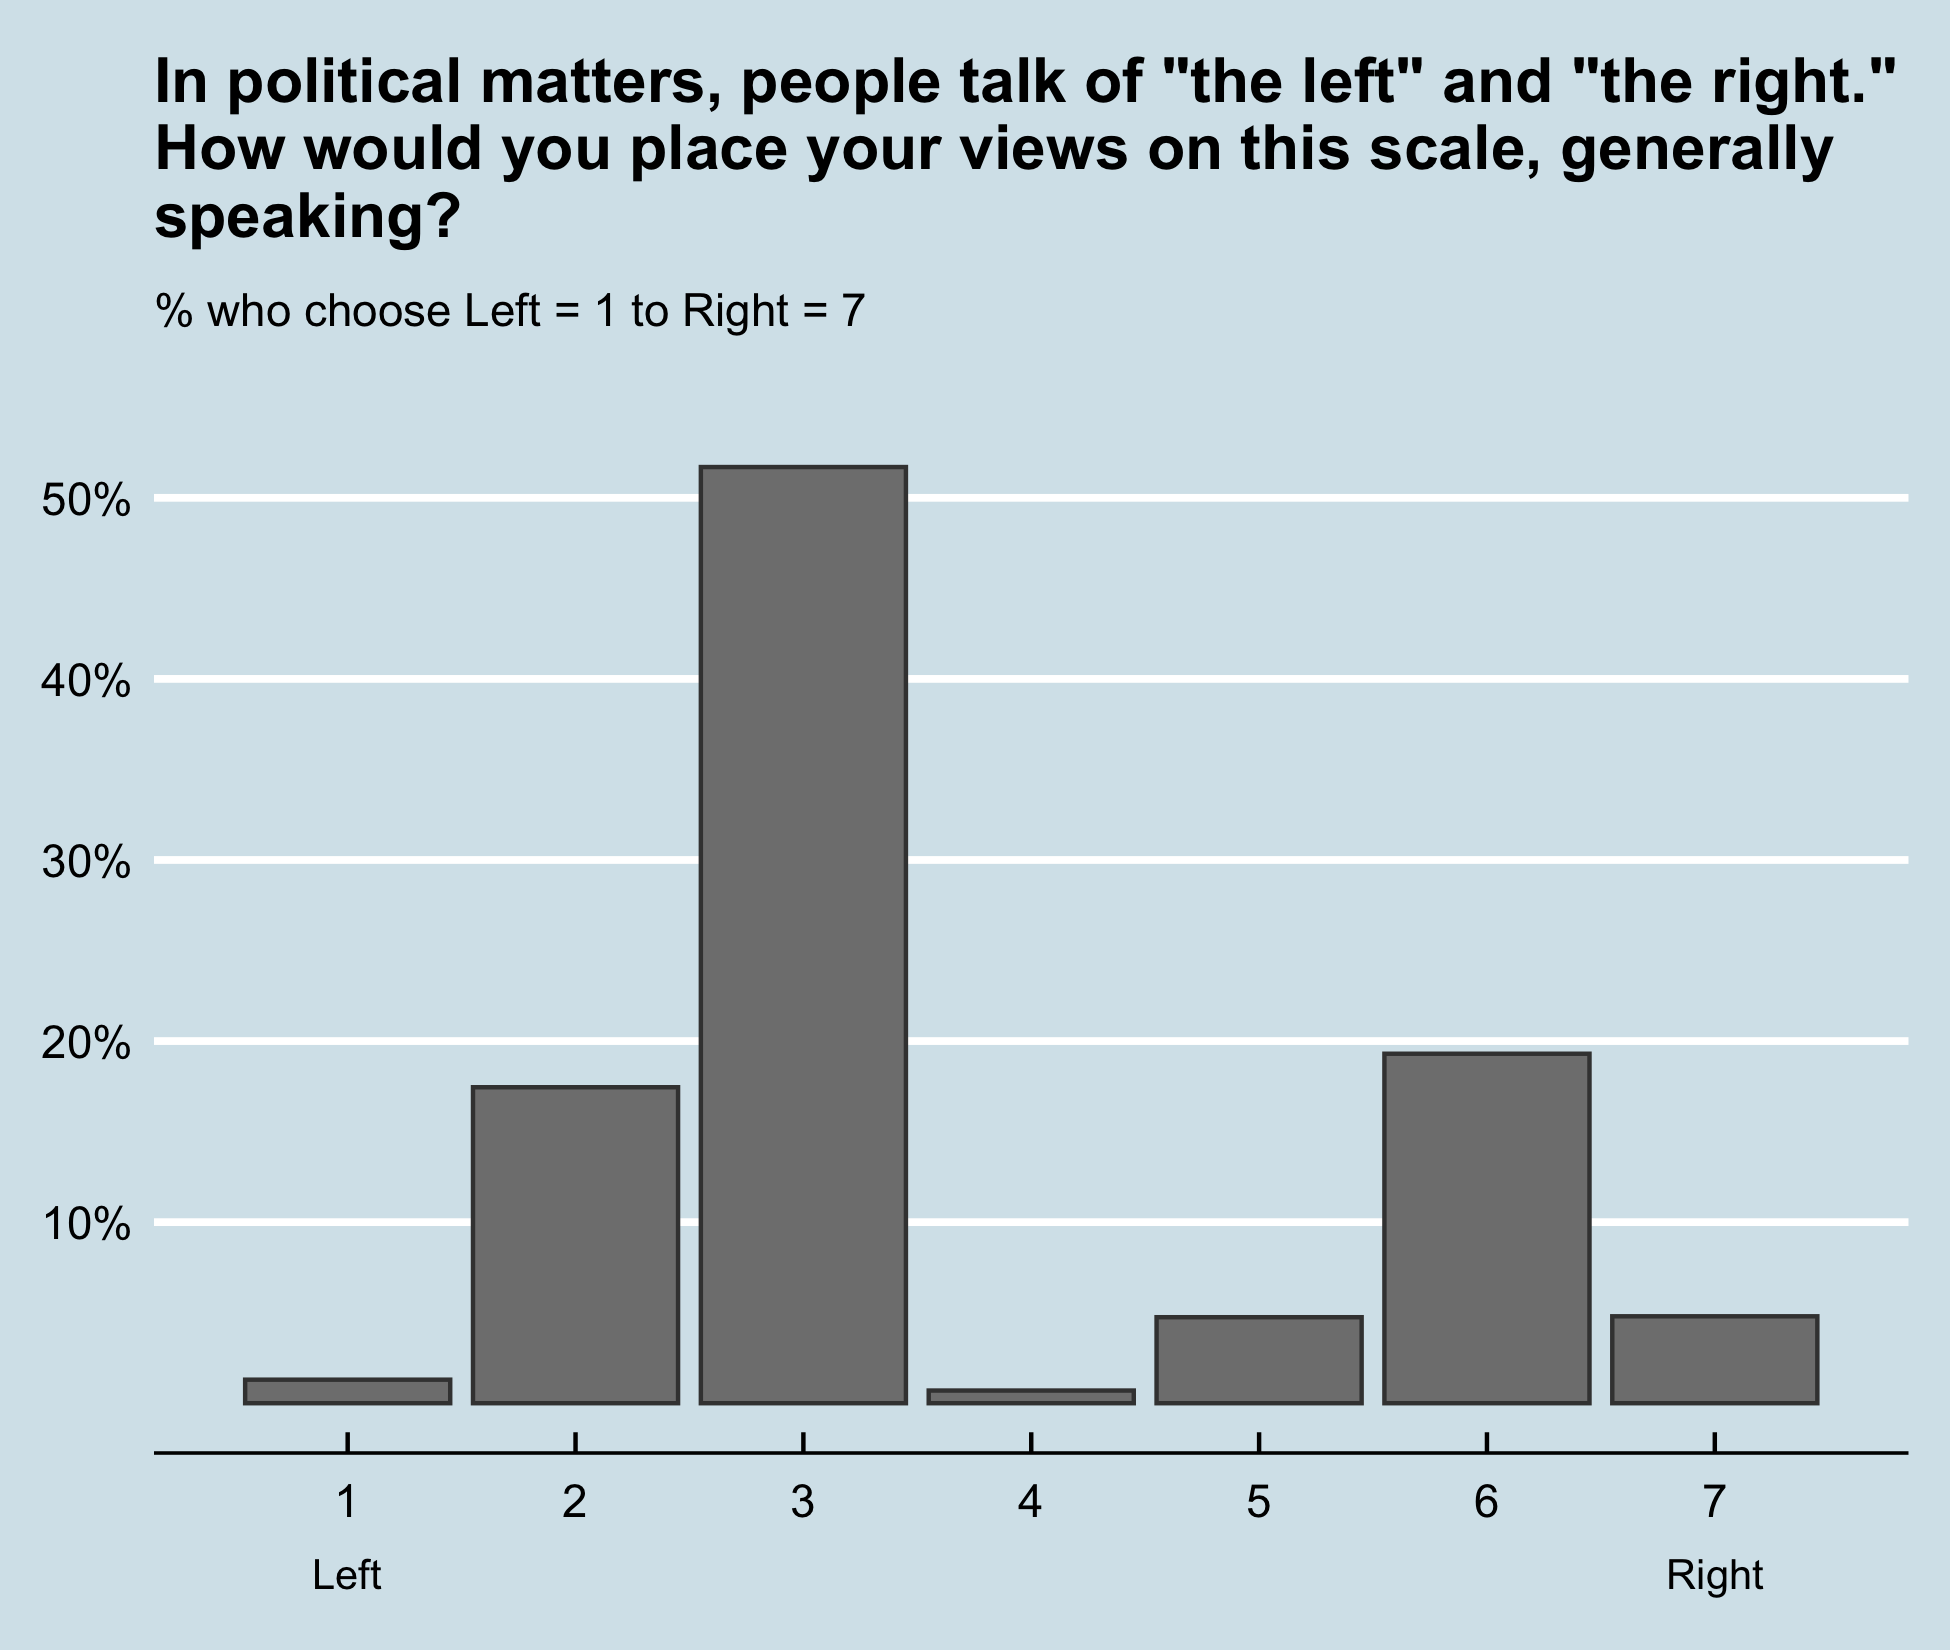 In political matters, people talk of "the left" and "the right."
How would you place your views on this scale, generally
speaking?
% who choose Left = 1 to Right = 7
50%
40%
30%
20%
10%
1 2 3 4 5 6 7
Left Right